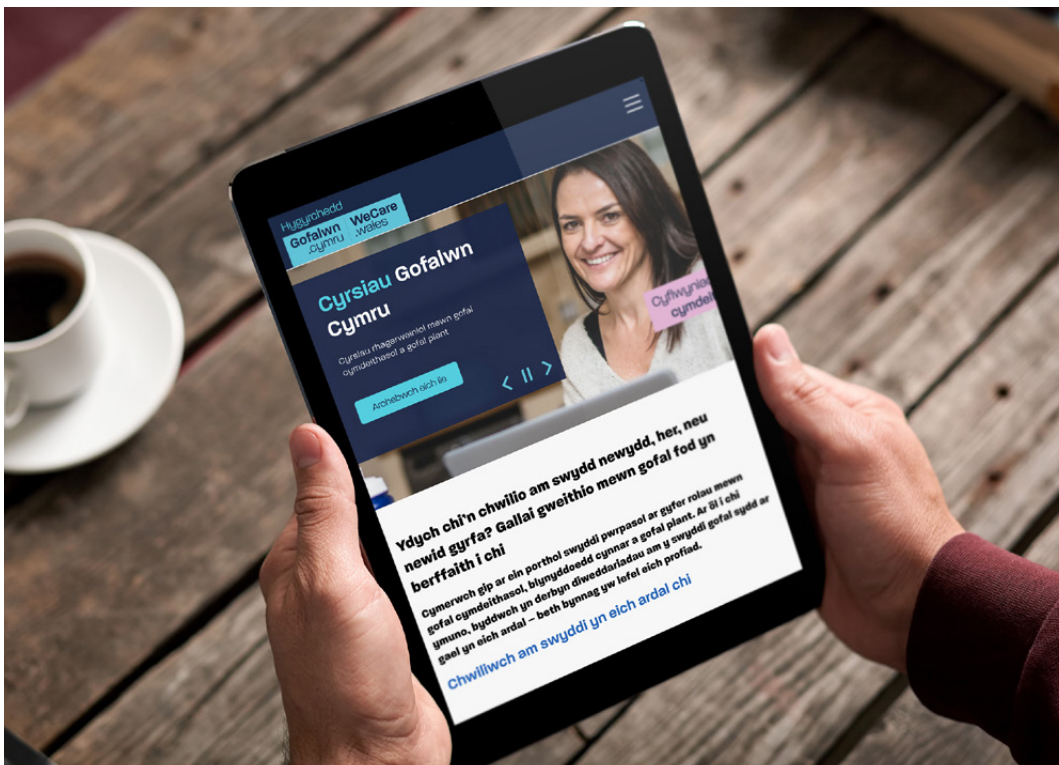 Hygyrchedd
Gofalwn
.cymru
WeCare
.wales
Cyrsiau Gofalwn
Cymru
Cyrsiau rhagarweiniol mewn gofal
cymdeithasol a gofal plant
Archebwch eich lle
Ydych chi'n chwilio am swydd newydd, her, neu
newid gyrfa? Gallai gweithio mewn gofal fod yn
berffaith i chi
Cymerwch gip ar ein porthol swyddi pwrpasol ar gyfer rolau mewn
gofal cymdeithasol, blynyddoedd cynnar a gofal plant. Ar ôl i chi
ymuno, byddwch yn derbyn diweddariadau am y swyddi gofal sydd ar
gael yn eich ardal – beth bynnag yw lefel eich profiad.
Chwiliwch am swyddi yn eich ardal chi